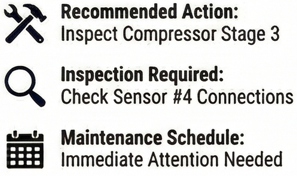 Recommended Action:
Inspect Compressor Stage 3
Inspection Required:
Check Sensor #4 Connections
Maintenance Schedule:
Immediate Attention Needed